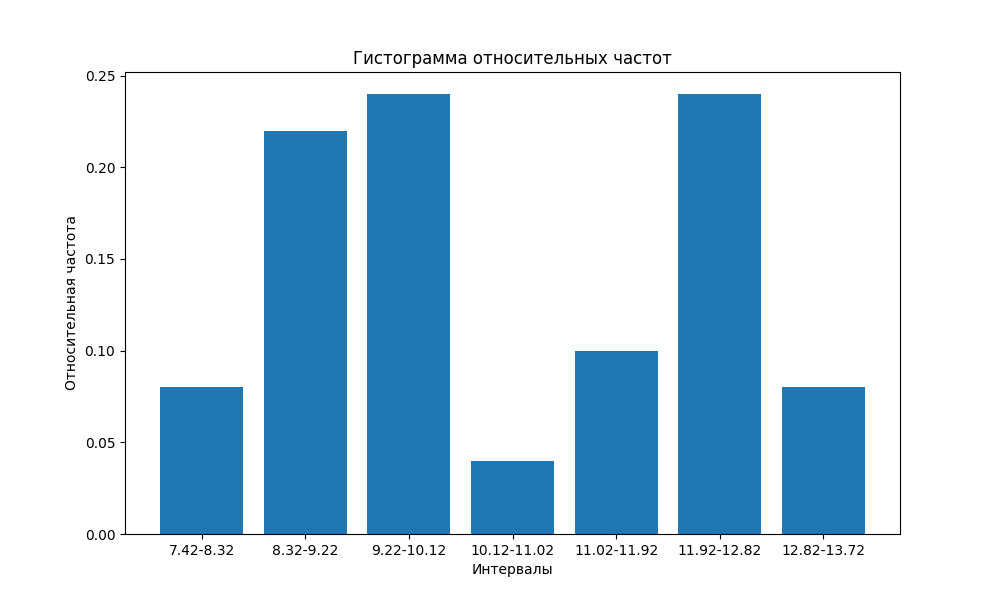 Гистограмма относительных частот
Относительная частота
0.25
0.20
0.15
0.10
0.05
0.00
7.42-8.32 8.32-9.22 9.22-10.12 10.12-11.02 11.02-11.92 11.92-12.82 12.82-13.72
Интервалы